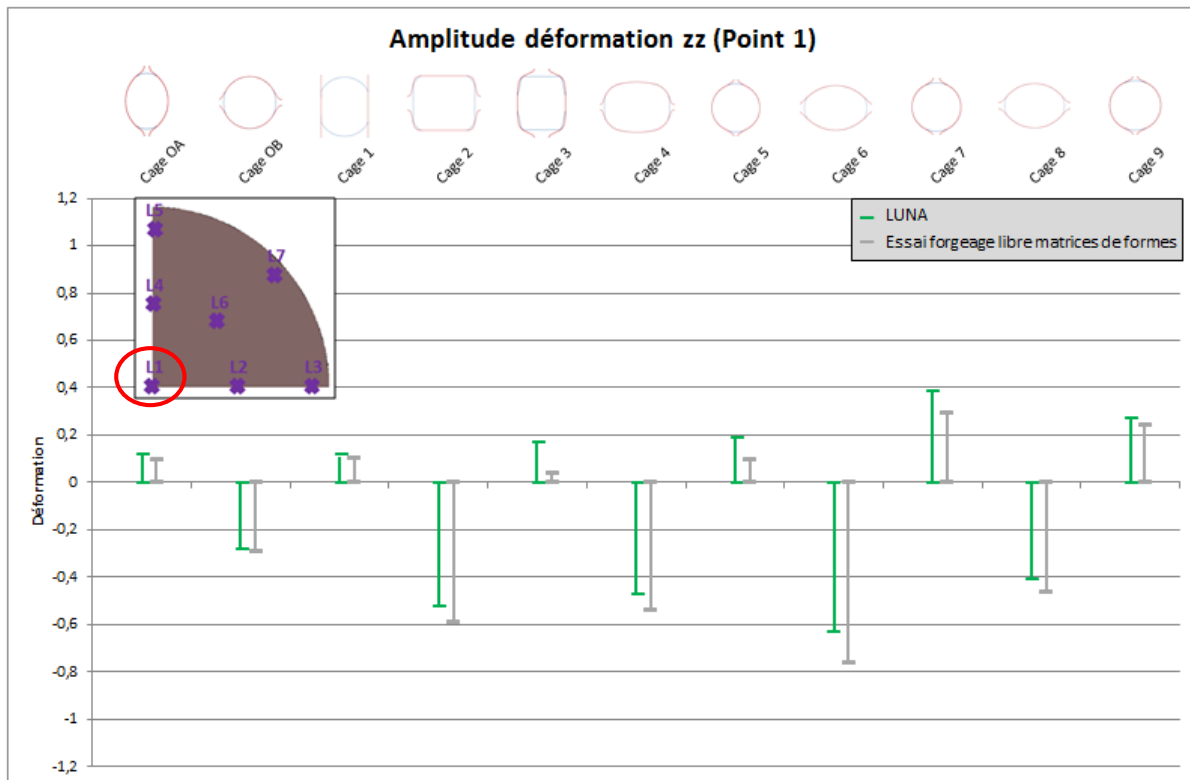 Amplitude déformation zz (Point 1)
Cage OA
Cage OB
Cage 1
Cage 2
Cage 3
Cage 4
Cage 5
Cage 6
Cage 7
Cage 8
Cage 9
LUNA
Essai forgeage libre matrices de formes
L5
L7
L4
L6
L1
L2
L3
Déformation
1,2
1
0,8
0,6
0,4
0,2
0
-0,2
-0,4
-0,6
-0,8
-1
-1,2